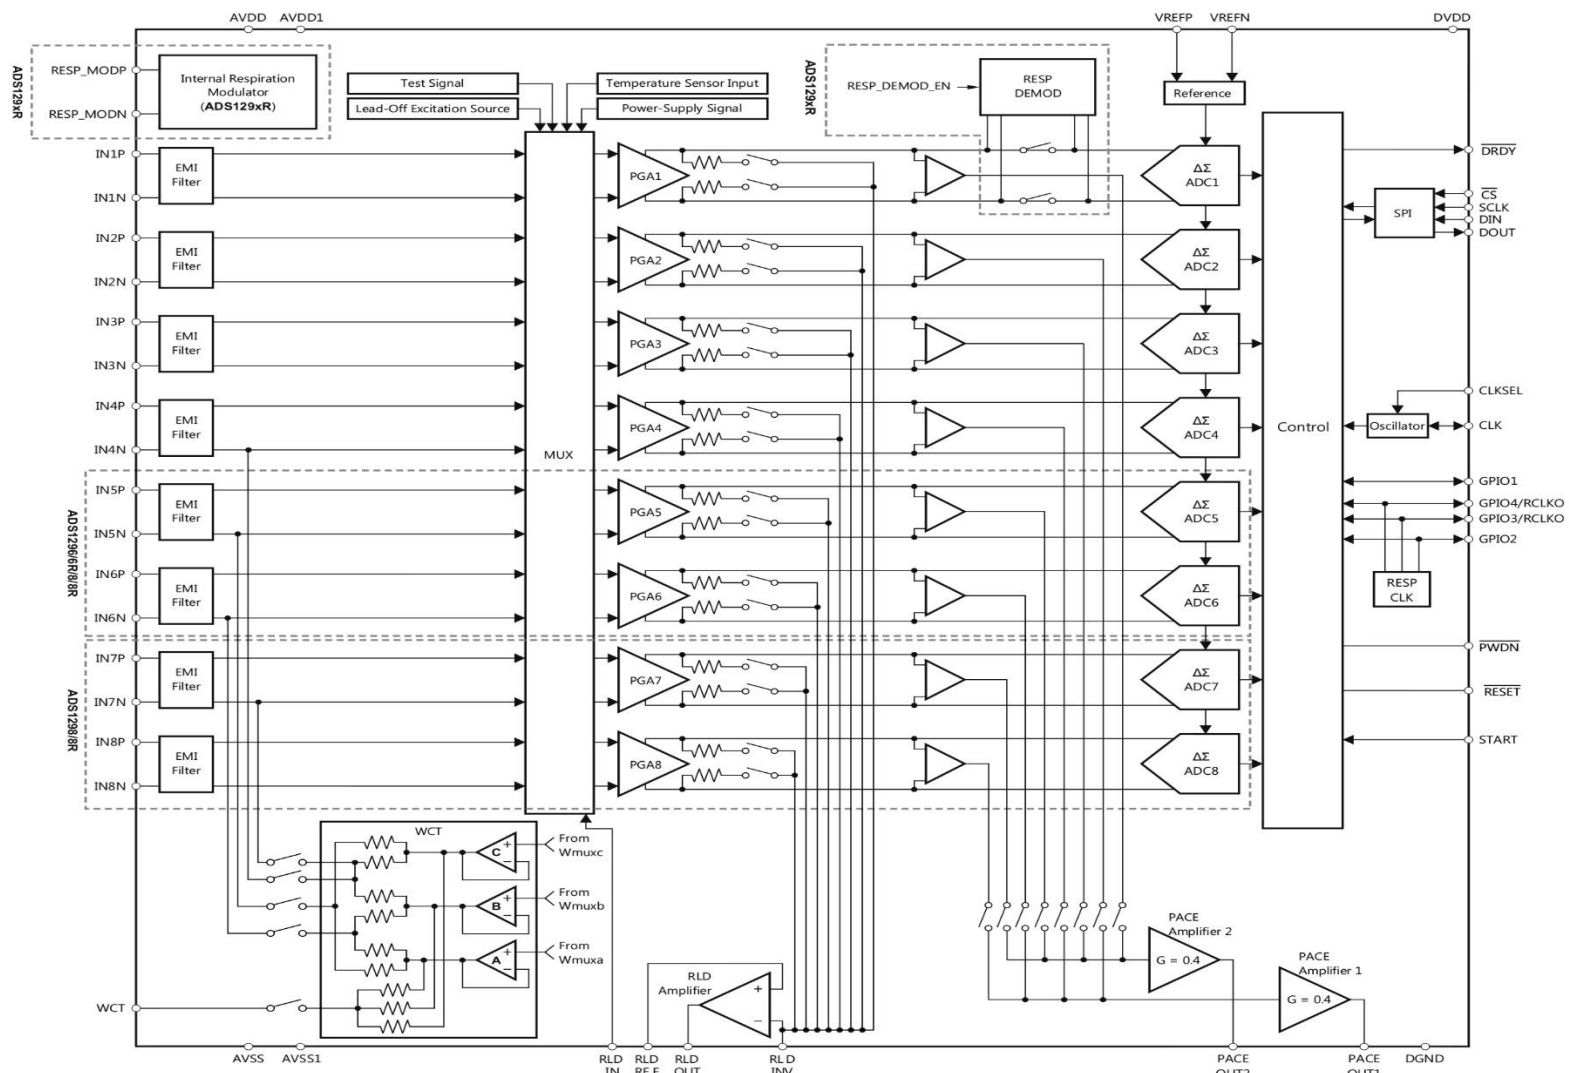 AVDD AVDD1 VREFP VREFN DVDD
ADS129xR
RESP_MODP
RESP_MODN
Internal Respiration
Modulator
(ADS129xR)
Test Signal
Temperature Sensor Input
Lead-Off Excitation Source
Power-Supply Signal
ADS129xR
RESP_DEMOD_EN
RESP
DEMOD
Reference
IN1P
IN1N
EMI
Filter
PGA1
ΔΣ
ADC1
DRDY
CS
SCLK
DIN
DOUT
SPI
IN2P
IN2N
EMI
Filter
PGA2
ΔΣ
ADC2
IN3P
IN3N
EMI
Filter
PGA3
ΔΣ
ADC3
IN4P
IN4N
EMI
Filter
MUX
PGA4
ΔΣ
ADC4
Control
Oscillator
CLKSEL
CLK
ADS1296/6R/8/8R
IN5P
IN5N
EMI
Filter
PGA5
ΔΣ
ADC5
GPIO1
GPIO4/RCLKO
GPIO3/RCLKO
GPIO2
RESP
CLK
IN6P
IN6N
EMI
Filter
PGA6
ΔΣ
ADC6
ADS1298/8R
IN7P
IN7N
EMI
Filter
PGA7
ΔΣ
ADC7
PWDN
RESET
IN8P
IN8N
EMI
Filter
PGA8
ΔΣ
ADC8
START
WCT
C
+
−
From
Wmuxc
B
+
−
From
Wmuxb
A
+
−
From
Wmuxa
WCT
RLD
Amplifier
+
−
PACE
Amplifier 2
G = 0.4
PACE
Amplifier 1
G = 0.4
AVSS AVSS1
RLD
IN
RLD
REF
RLD
OUT
RLD
INV
PACE
OUT2
PACE
OUT1
DGND